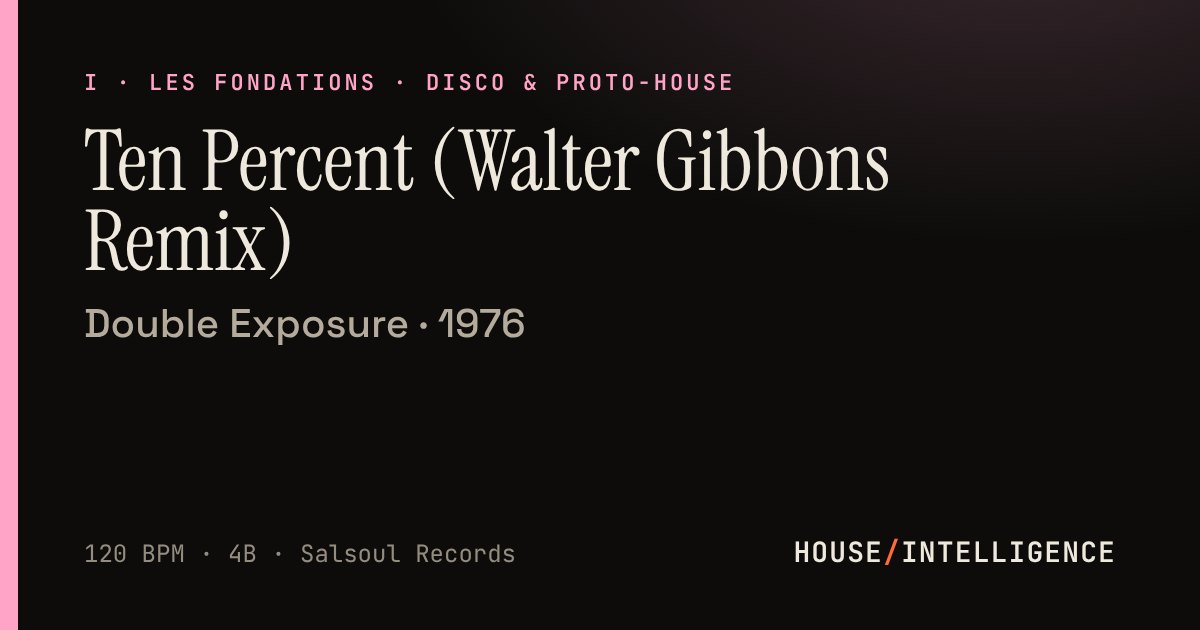 I · LES FONDATIONS · DISCO & PROTO-HOUSE
Ten Percent (Walter Gibbons
Remix)
Double Exposure · 1976
120 BPM · 4B · Salsoul Records
HOUSE/INTELLIGENCE